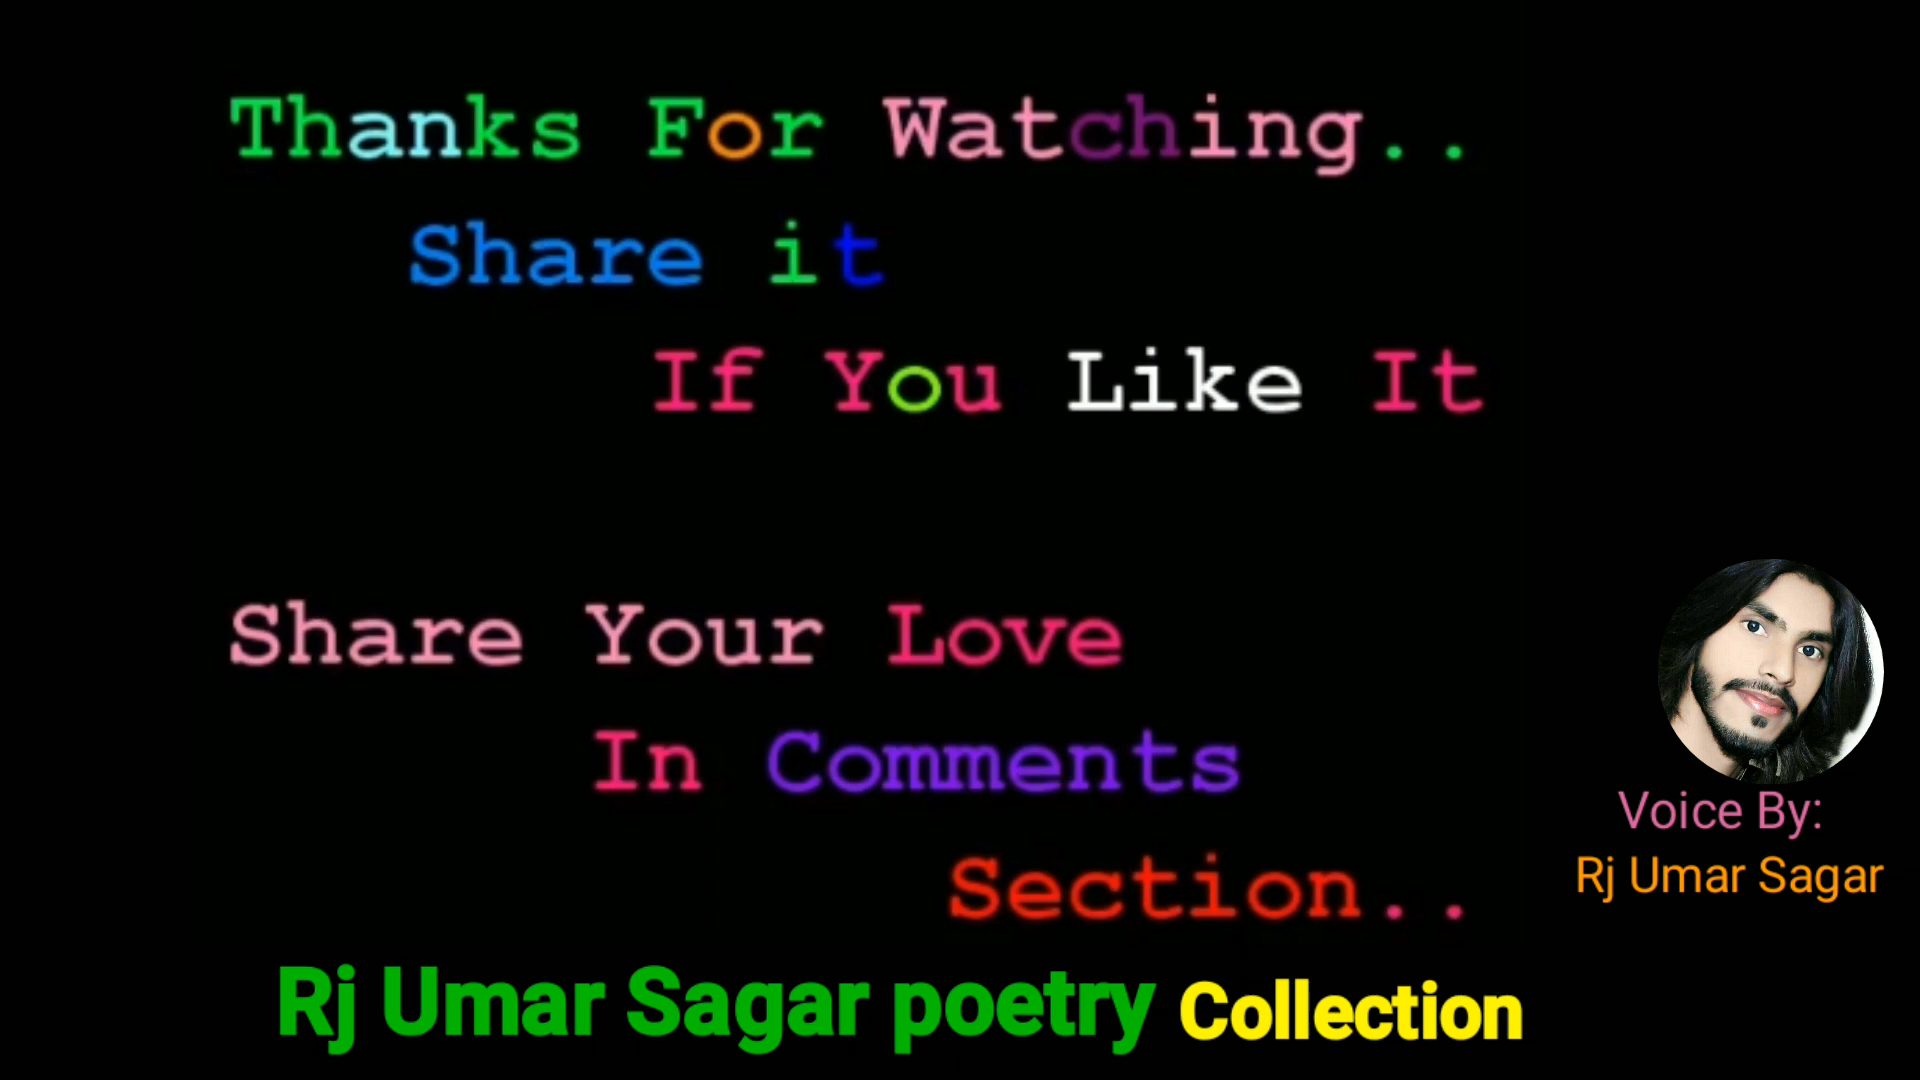 Thanks For Watching..
Share it
If You Like It
Share Your Love
In Comments
Section..
Voice By:
Rj Umar Sagar
Rj Umar Sagar poetry Collection